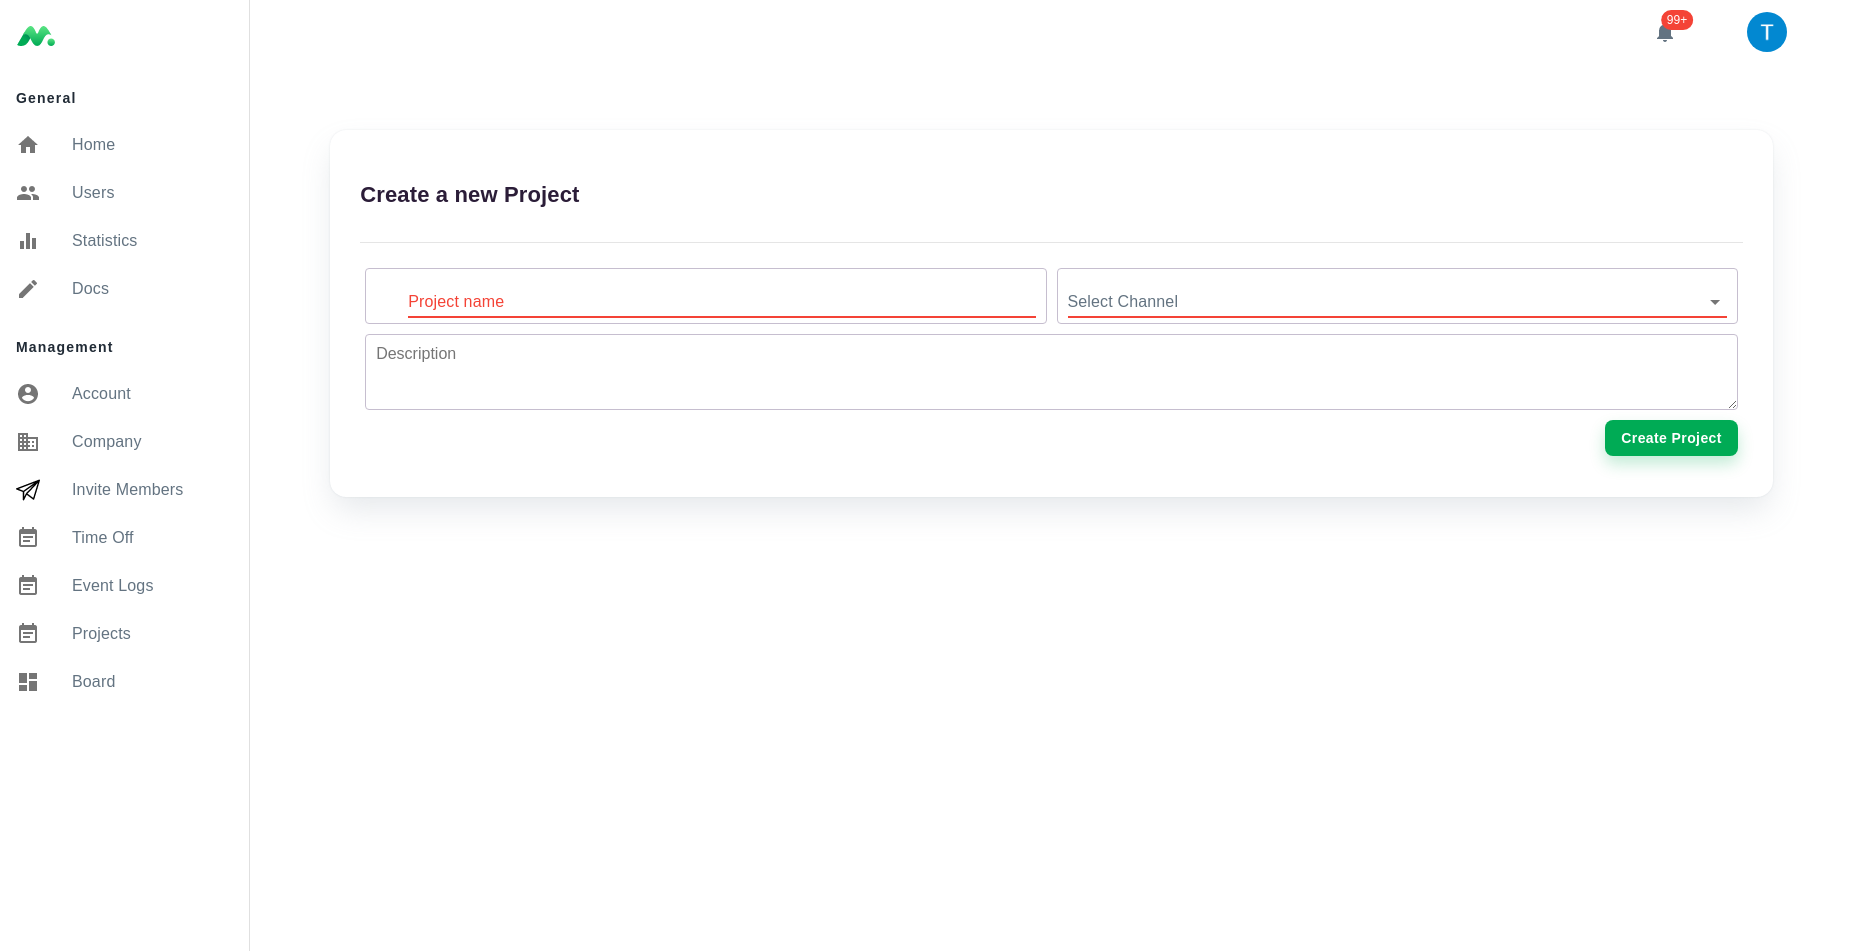 99+
T
General
Home
Users
Statistics
Docs
Management
Account
Company
Invite Members
Time Off
Event Logs
Projects
Board
Create a new Project
Project name
Select Channel
Description
Create Project